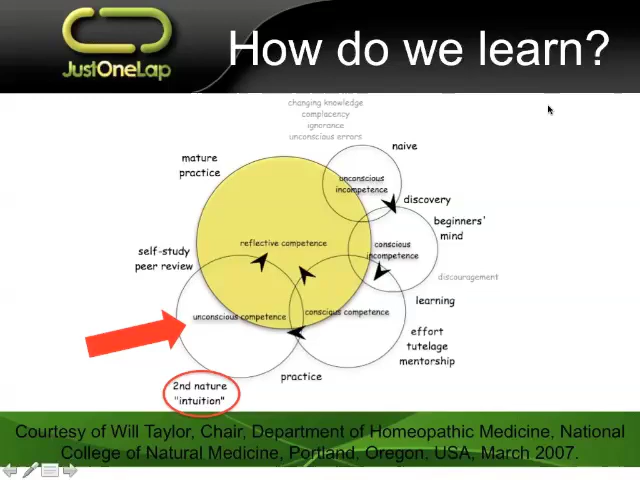 JustOneLap
How do we learn?
changing knowledge
complacency
ignorance
unconscious errors
naive
mature
practice
unconscious
incompetence
discovery
beginners'
mind
reflective competence
conscious
incompetence
self-study
peer review
discouragement
learning
unconscious competence
conscious competence
effort
tutelage
mentorship
practice
2nd nature
"intuition"
Courtesy of Will Taylor, Chair, Department of Homeopathic Medicine, National
College of Natural Medicine, Portland, Oregon, USA, March 2007.